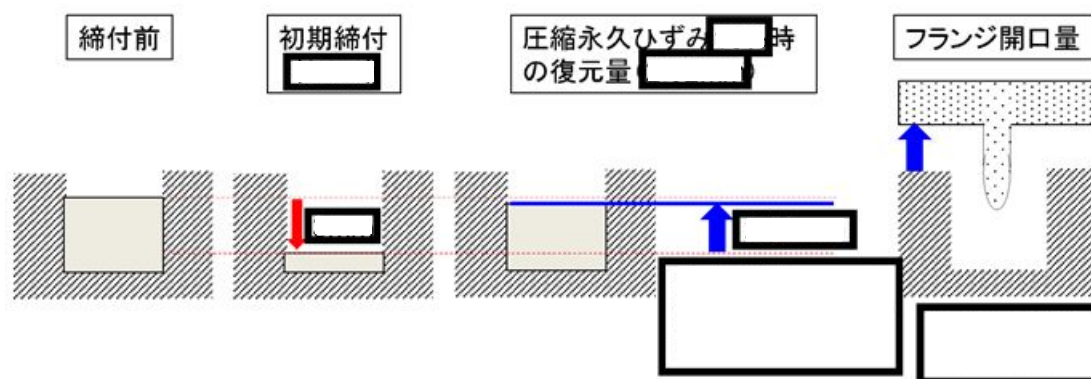 締付前
初期締付
圧縮永久ひずみ 時
の復元量( )
フランジ開口量